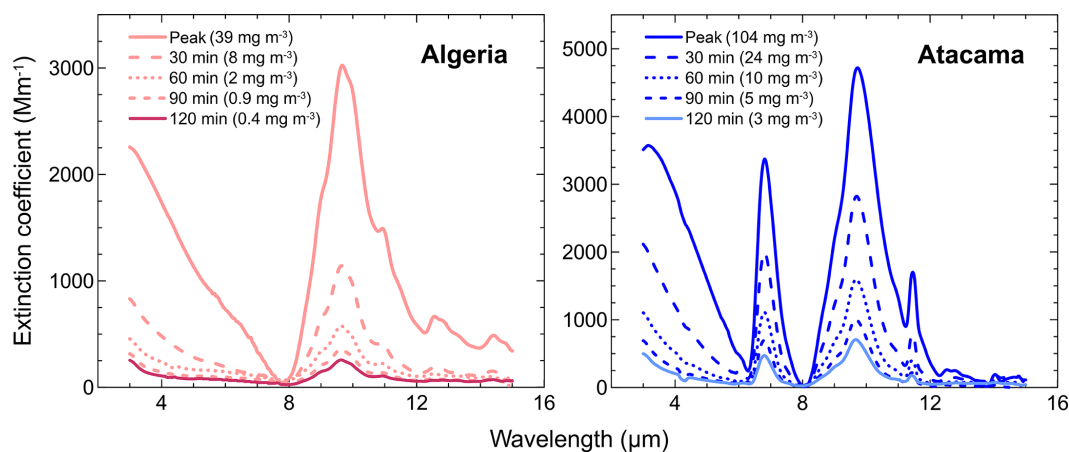 Extinction coefficient (Mm⁻¹)
3000
2000
1000
0
Peak (39 mg m⁻³)
30 min (8 mg m⁻³)
60 min (2 mg m⁻³)
90 min (0.9 mg m⁻³)
120 min (0.4 mg m⁻³)
Algeria
4 8 12 16
5000
4000
3000
2000
1000
0
Peak (104 mg m⁻³)
30 min (24 mg m⁻³)
60 min (10 mg m⁻³)
90 min (5 mg m⁻³)
120 min (3 mg m⁻³)
Atacama
4 8 12 16
Wavelength (µm)